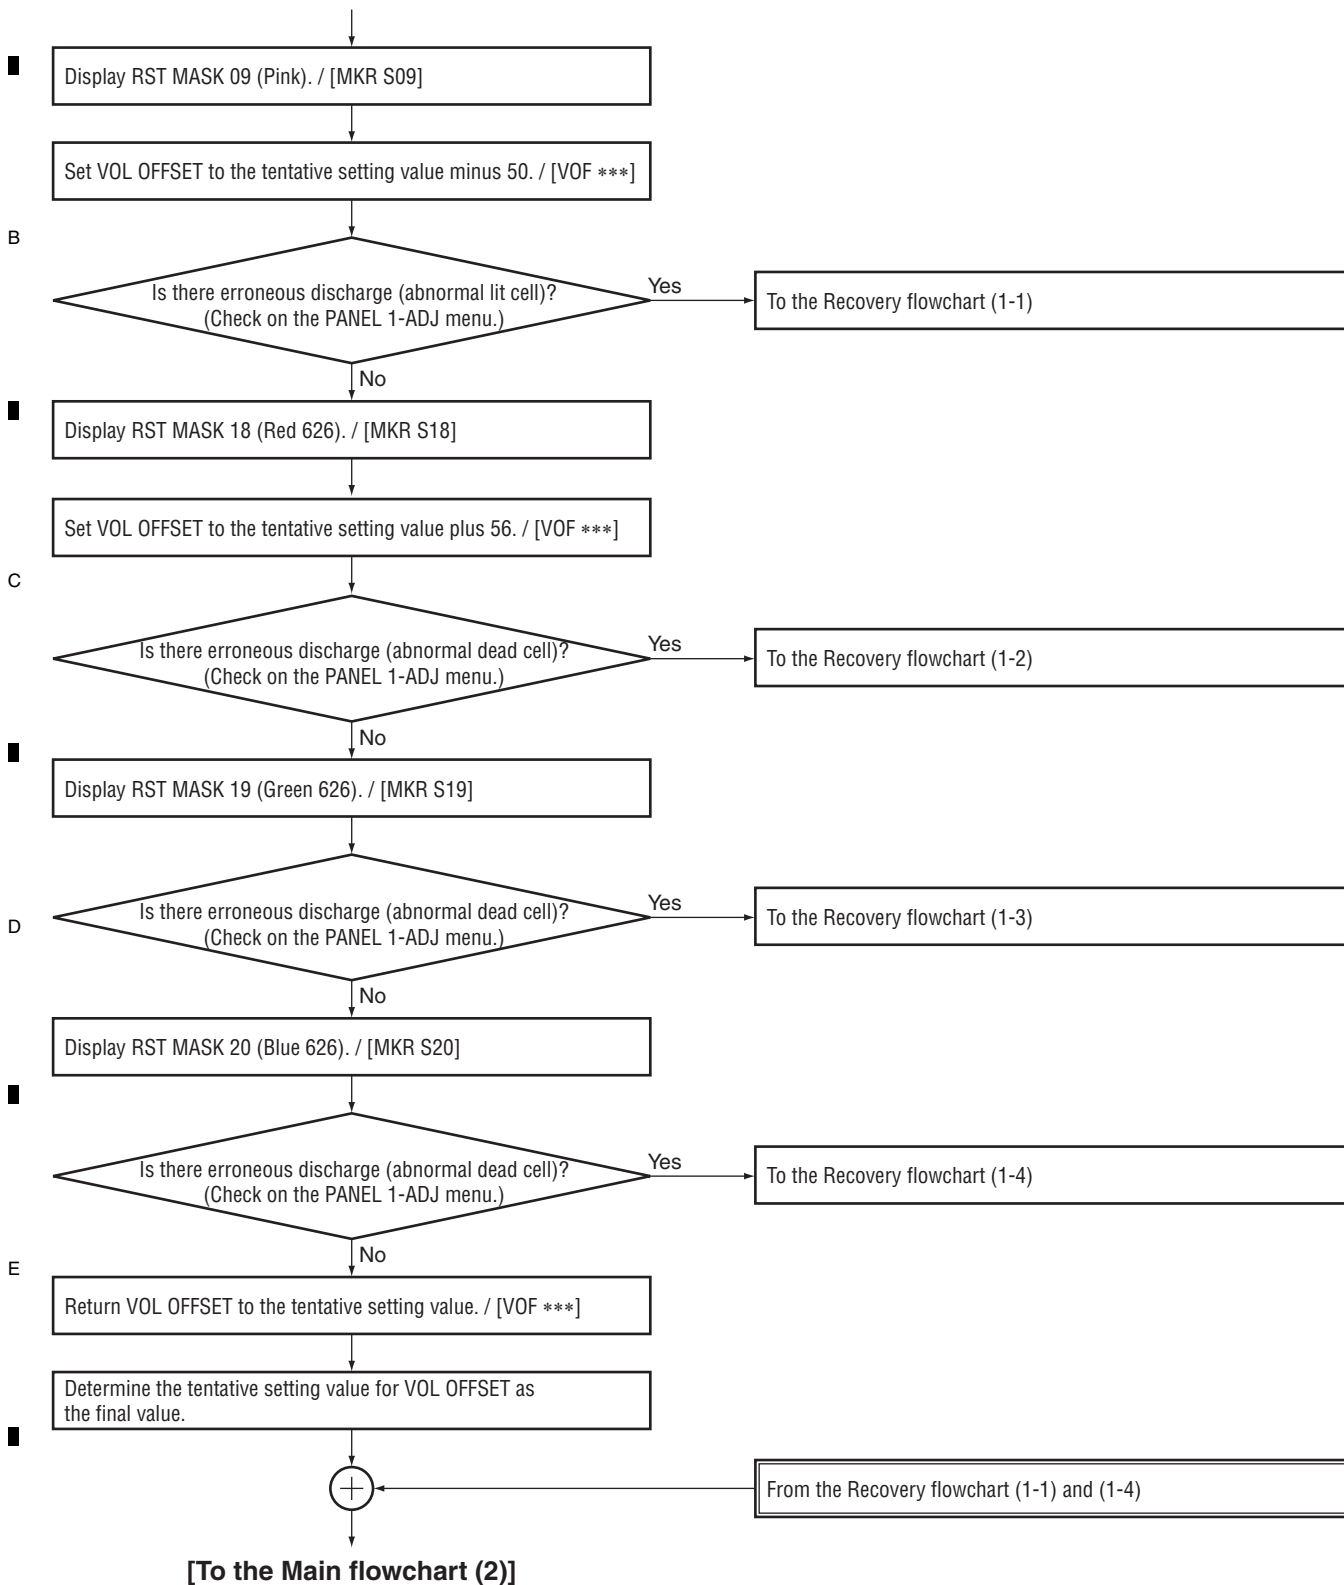 Display RST MASK 09 (Pink). / [MKR S09]
Set VOL OFFSET to the tentative setting value minus 50. / [VOF ∗∗∗]
B
Is there erroneous discharge (abnormal lit cell)?
(Check on the PANEL 1-ADJ menu.)
Yes
To the Recovery flowchart (1-1)
No
Display RST MASK 18 (Red 626). / [MKR S18]
Set VOL OFFSET to the tentative setting value plus 56. / [VOF ∗∗∗]
C
Is there erroneous discharge (abnormal dead cell)?
(Check on the PANEL 1-ADJ menu.)
Yes
To the Recovery flowchart (1-2)
No
Display RST MASK 19 (Green 626). / [MKR S19]
D
Is there erroneous discharge (abnormal dead cell)?
(Check on the PANEL 1-ADJ menu.)
Yes
To the Recovery flowchart (1-3)
No
Display RST MASK 20 (Blue 626). / [MKR S20]
Is there erroneous discharge (abnormal dead cell)?
(Check on the PANEL 1-ADJ menu.)
Yes
To the Recovery flowchart (1-4)
No
E
Return VOL OFFSET to the tentative setting value. / [VOF ∗∗∗]
Determine the tentative setting value for VOL OFFSET as
the final value.
From the Recovery flowchart (1-1) and (1-4)
[To the Main flowchart (2)]